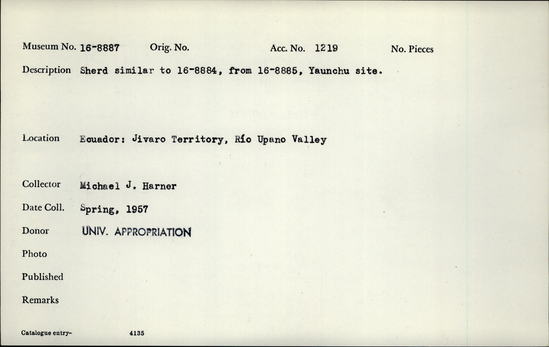 Museum No. 16-8887 Orig. No. Acc. No. 1219 No. Pieces
Description Sherd similar to 16-8884, from 16-8885, Yaunchu site.
Location Ecuador: Jivaro Territory, Río Upano Valley
Collector Michael J. Harner
Date Coll. Spring, 1957
Donor UNIV. APPROPRIATION
Photo
Published
Remarks
Catalogue entry- 4135